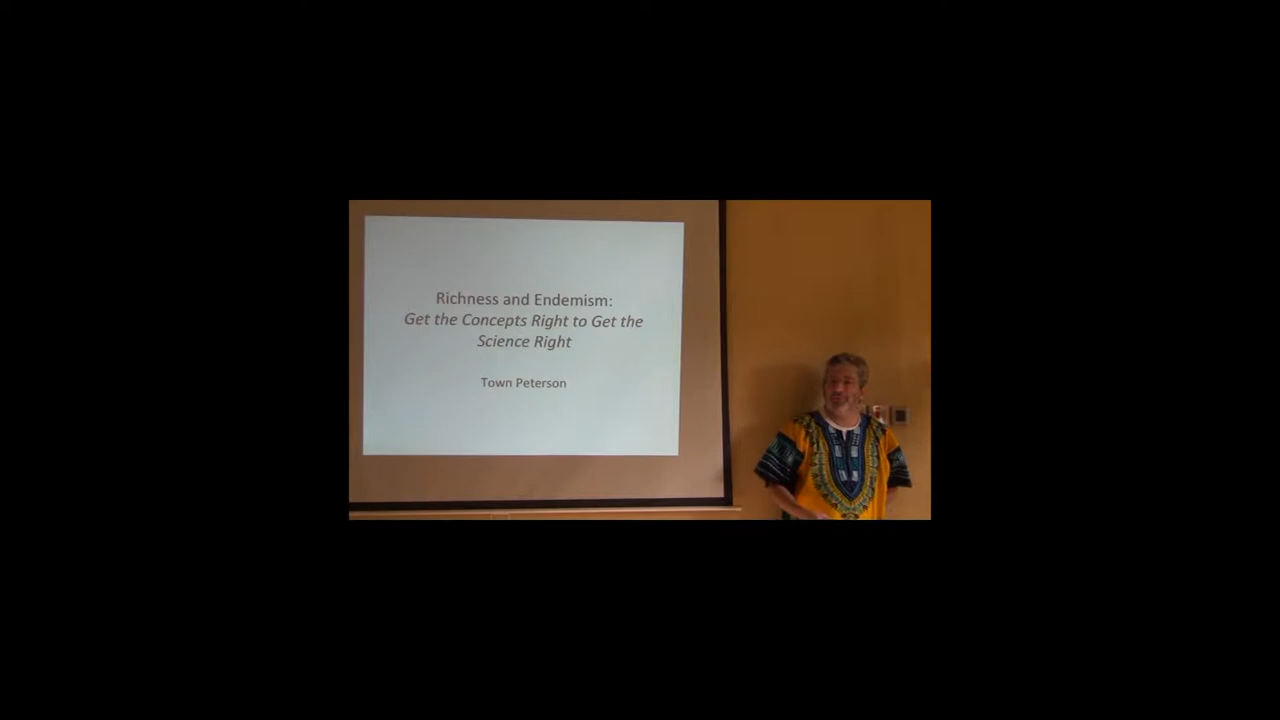 Richness and Endemism:
Get the Concepts Right to Get the
Science Right
Town Peterson